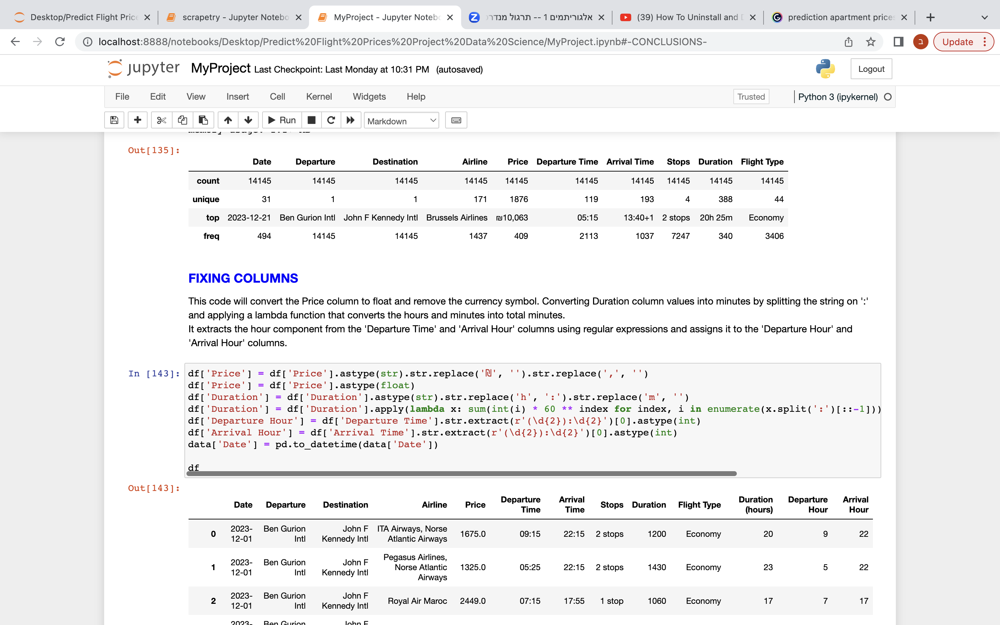 Desktop/Predict Flight Price
scrapetry - Jupyter Notebo
MyProject - Jupyter Notebo
אלגוריתמים 1 -- תרגול מנדר
(39) How To Uninstall and D
prediction apartment prices
localhost:8888/notebooks/Desktop/Predict%20Flight%20Prices%20Project%20Data%20Science/MyProject.ipynb#-CONCLUSIONS-
ב
Update
jupyter MyProject Last Checkpoint: Last Monday at 10:31 PM (autosaved)
Logout
File Edit View Insert Cell Kernel Widgets Help
Trusted
Python 3 (ipykernel)
Run
Markdown
Out[135]:
Date Departure Destination Airline Price Departure Time Arrival Time Stops Duration Flight Type
count 14145 14145 14145 14145 14145 14145 14145 14145 14145 14145
unique 31 1 1 171 1876 119 193 4 388 44
top 2023-12-21 Ben Gurion Intl John F Kennedy Intl Brussels Airlines ₪10,063 05:15 13:40+1 2 stops 20h 25m Economy
freq 494 14145 14145 1437 409 2113 1037 7247 340 3406
FIXING COLUMNS
This code will convert the Price column to float and remove the currency symbol. Converting Duration column values into minutes by splitting the string on ':'
and applying a lambda function that converts the hours and minutes into total minutes.
It extracts the hour component from the 'Departure Time' and 'Arrival Hour' columns using regular expressions and assigns it to the 'Departure Hour' and
'Arrival Hour' columns.
In [143]:
df['Price'] = df['Price'].astype(str).str.replace('₪', '').str.replace(',', '')
df['Price'] = df['Price'].astype(float)
df['Duration'] = df['Duration'].astype(str).str.replace('h', ':').str.replace('m', '')
df['Duration'] = df['Duration'].apply(lambda x: sum(int(i) * 60 ** index for index, i in enumerate(x.split(':')[::-1]))
df['Departure Hour'] = df['Departure Time'].str.extract(r'(\d{2}):\d{2}')[0].astype(int)
df['Arrival Hour'] = df['Arrival Time'].str.extract(r'(\d{2}):\d{2}')[0].astype(int)
data['Date'] = pd.to_datetime(data['Date'])
df
Out[143]:
Date Departure Destination Airline Price Departure Time Arrival Time Stops Duration Flight Type Duration (hours) Departure Hour Arrival Hour
0 2023-12-01 Ben Gurion Intl John F Kennedy Intl ITA Airways, Norse Atlantic Airways 1675.0 09:15 22:15 2 stops 1200 Economy 20 9 22
1 2023-12-01 Ben Gurion Intl John F Kennedy Intl Pegasus Airlines, Norse Atlantic Airways 1325.0 05:25 22:15 2 stops 1430 Economy 23 5 22
2 2023-12-01 Ben Gurion Intl John F Kennedy Intl Royal Air Maroc 2449.0 07:15 17:55 1 stop 1060 Economy 17 7 17
2023- Ben Gurion John F